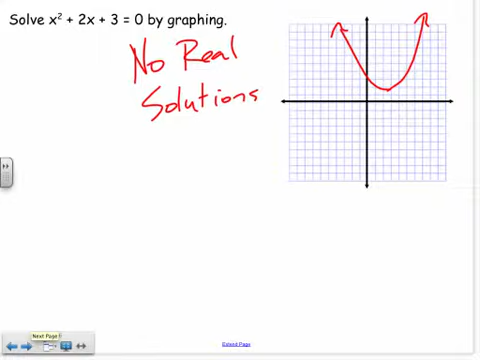 Solve x² + 2x + 3 = 0 by graphing.
No Real
Solutions
Next Page
Extend Page